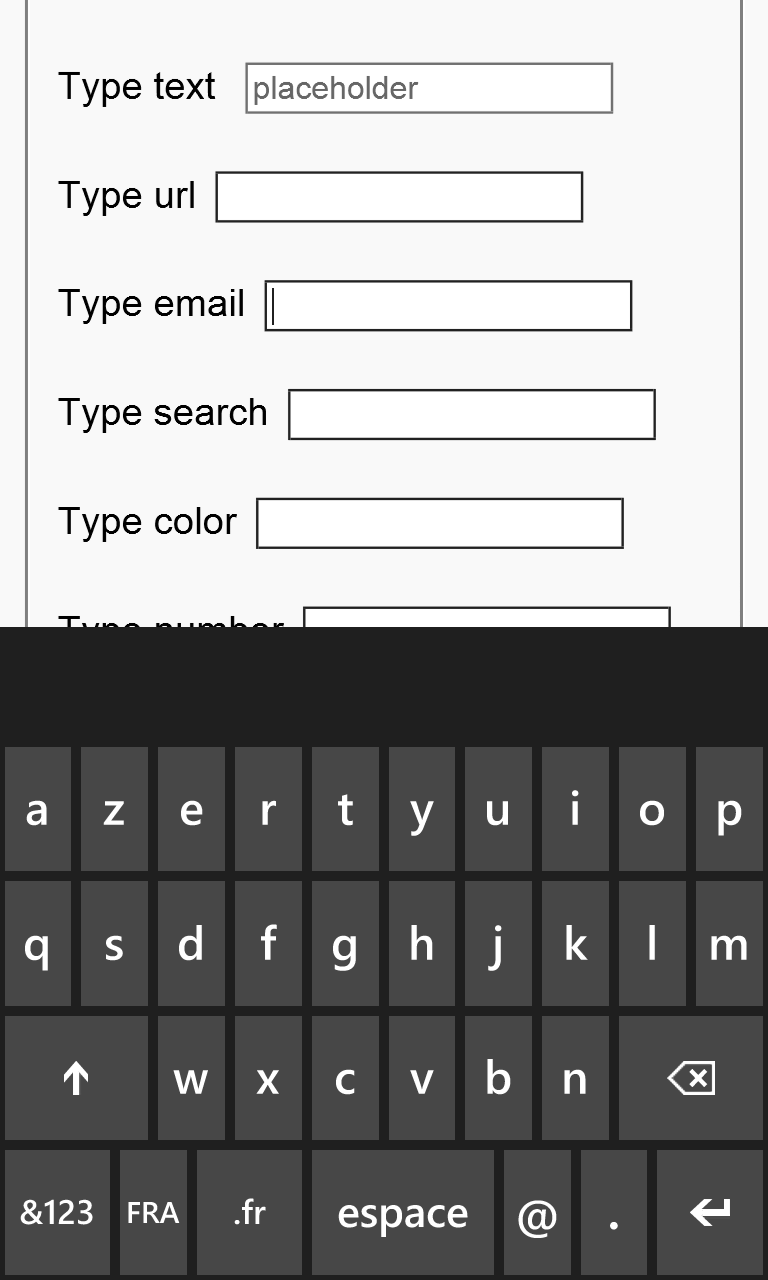 Type text placeholder
Type url
Type email
Type search
Type color
Type number
a z e r t y u i o p
q s d f g h j k l m
w x c v b n
&123 FRA .fr espace @ .